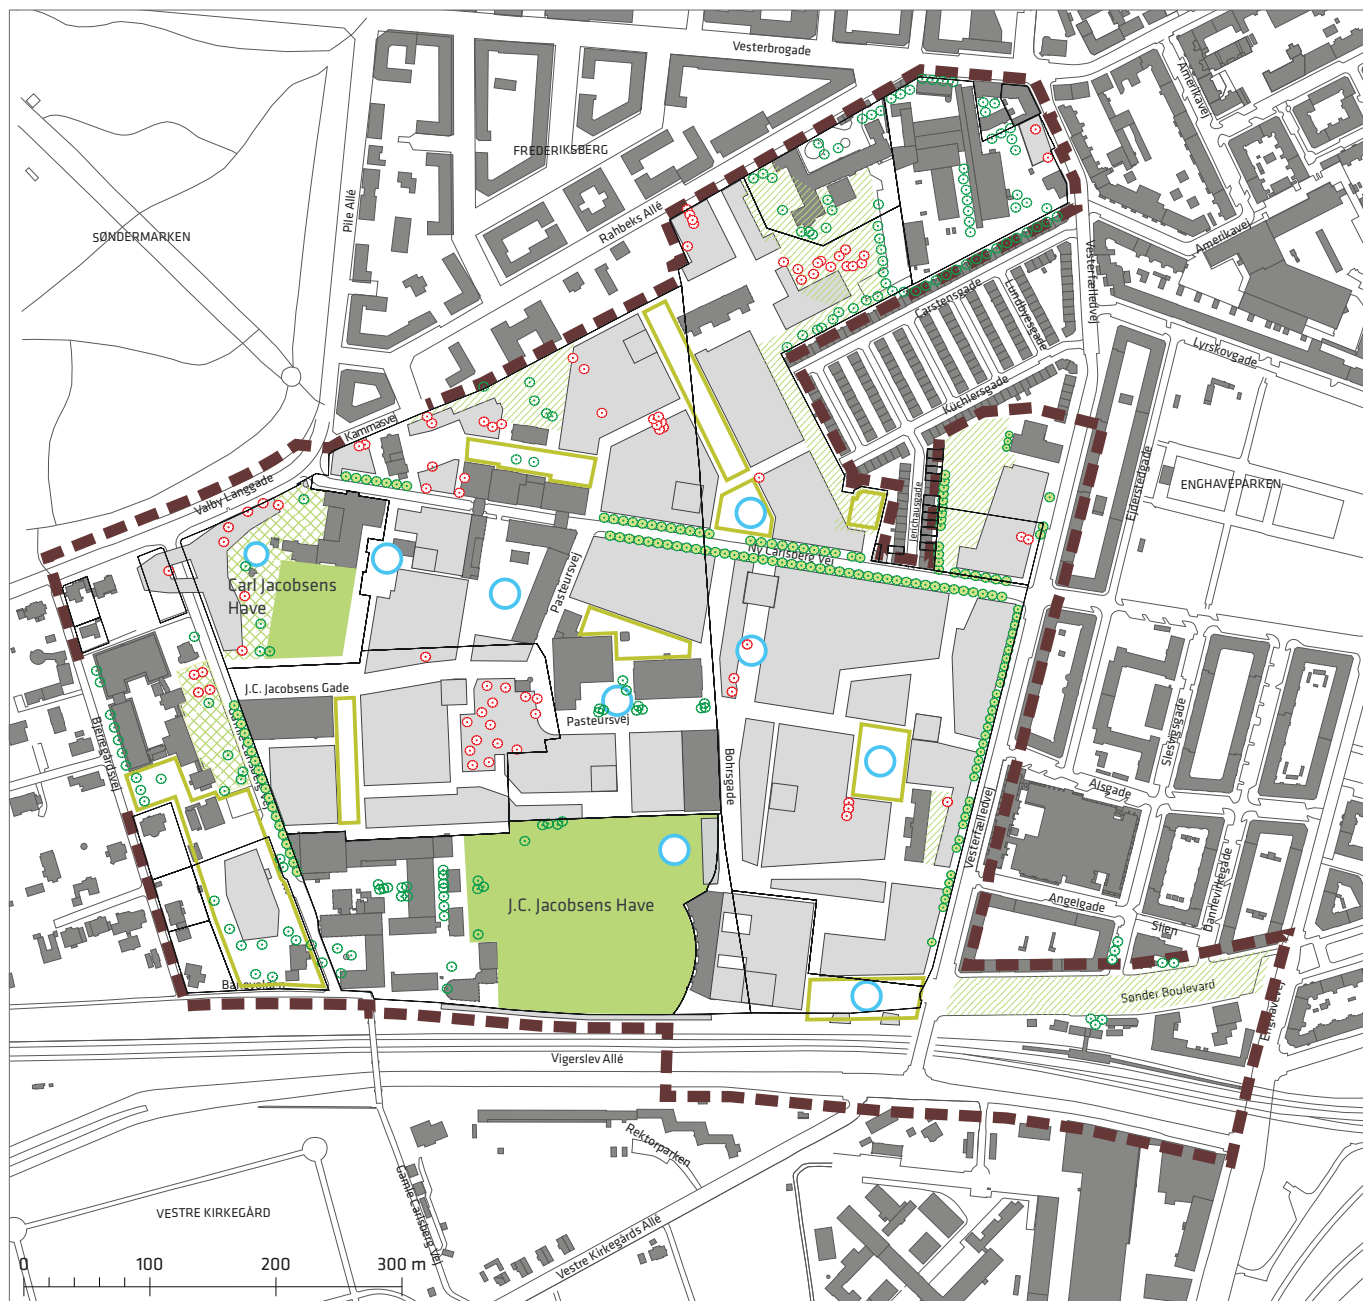 Vesterbrogade
Amerikavej
FREDERIKSBERG
Pile Allé
Rahbeks Allé
SØNDERMARKEN
Amerikavej
Vesterfælledvej
Carstensgade
Lundbyesgade
Lyrskovgade
Küchlersgade
Kammasvej
Valby Langgade
Jerichausgade
Ejderstedgade
ENGHAVEPARKEN
Ny Carlsberg Vej
Pasteursvej
Carl Jacobsens
Have
J.C. Jacobsens Gade
Pasteursvej
Bjerregårdsvej
Bohrsgade
Slesvigsgade
Alsgade
Vesterfælledvej
Dannevirkegade
Angelgade
Slien
J.C. Jacobsens Have
Banevolden
Sønder Boulevard
Enghavevej
Vigerslev Allé
Rektorparken
Gamle Carlsberg Vej
VESTRE KIRKEGÅRD
Vestre Kirkegårds Allé
0 100 200 300 m